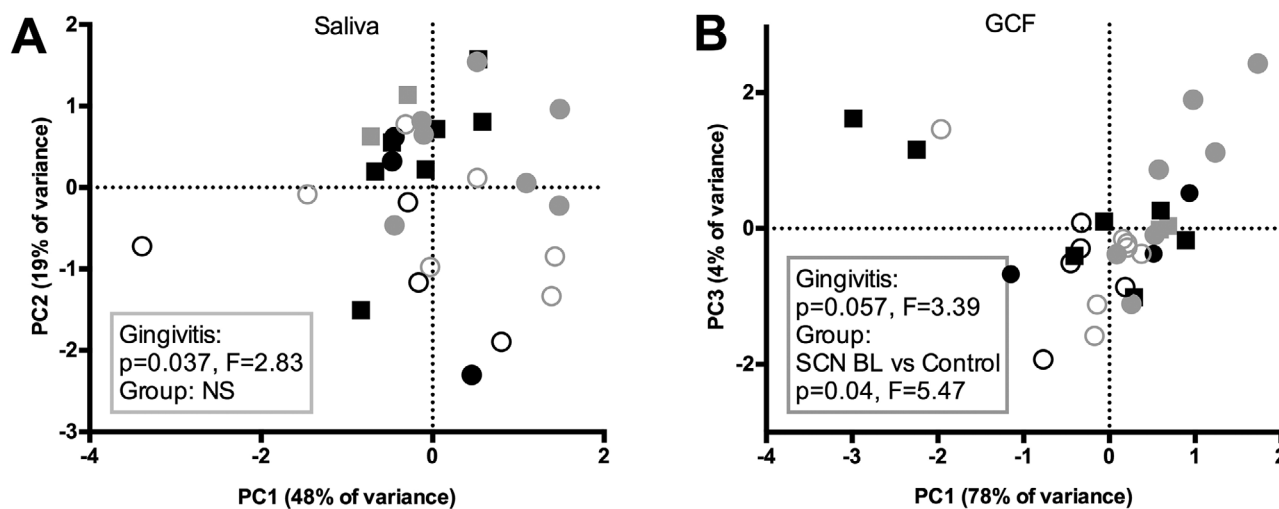 A
Saliva
2
1
0
-1
-2
-3
PC2 (19% of variance)
Gingivitis:
p=0.037, F=2.83
Group: NS
-4
-2
0
2
PC1 (48% of variance)
B
GCF
2
0
-2
PC3 (4% of variance)
Gingivitis:
p=0.057, F=3.39
Group:
SCN BL vs Control
p=0.04, F=5.47
-4
-3
-2
-1
0
1
2
PC1 (78% of variance)